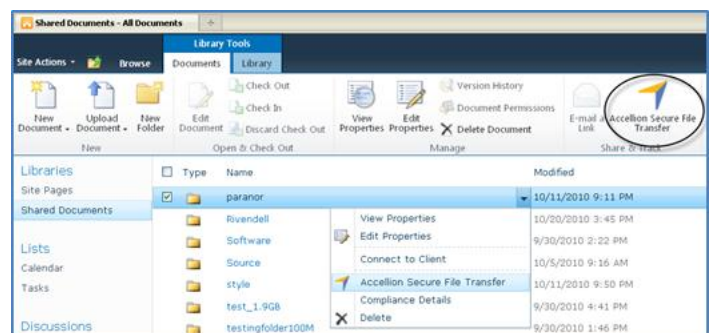 Shared Documents - All Documents
Library Tools
Site Actions Browse Documents Library
New Document
Upload Document
New Folder
New
Edit Document
Check Out
Check In
Discard Check Out
Open & Check Out
View Properties
Edit Properties
Version History
Document Permissions
Delete Document
Manage
E-mail a Link
Accellion Secure File Transfer
Share & Track
Libraries
Site Pages
Shared Documents
Lists
Calendar
Tasks
Discussions
Type Name Modified
paranor 10/11/2010 9:11 PM
Rivendell 10/20/2010 3:45 PM
Software 9/30/2010 2:22 PM
Source 10/5/2010 9:16 AM
style 10/11/2010 9:50 PM
test_1.9GB 9/30/2010 4:41 PM
testingfolder100M 9/30/2010 1:46 PM
View Properties
Edit Properties
Connect to Client
Accellion Secure File Transfer
Compliance Details
Delete